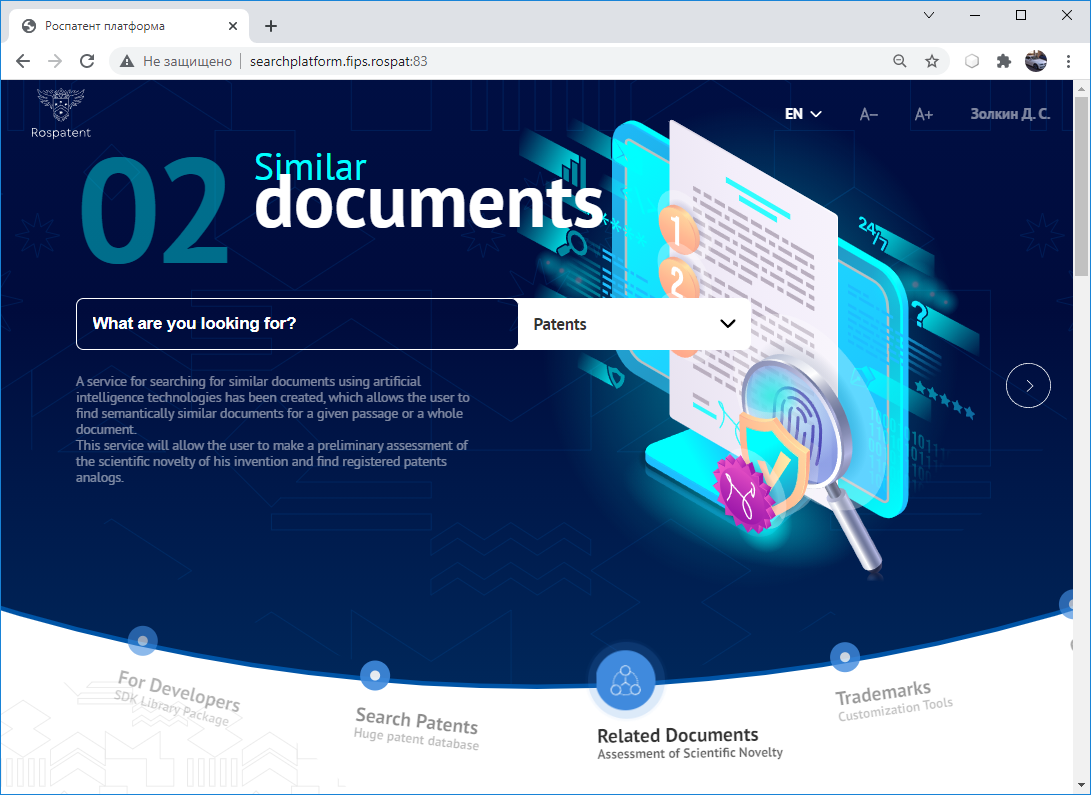 Роспатент платформа
Не защищено
searchplatform.fips.rospat:83
Rospatent
EN
A−
A+
Золкин Д. С.
02
Similar
documents
1
2
24/7
?
What are you looking for?
Patents
A service for searching for similar documents using artificial
intelligence technologies has been created, which allows the user to
find semantically similar documents for a given passage or a whole
document.
This service will allow the user to make a preliminary assessment of
the scientific novelty of his invention and find registered patents
analogs.
For Developers
SDK Library Package
Search Patents
Huge patent database
Related Documents
Assessment of Scientific Novelty
Trademarks
Customization Tools